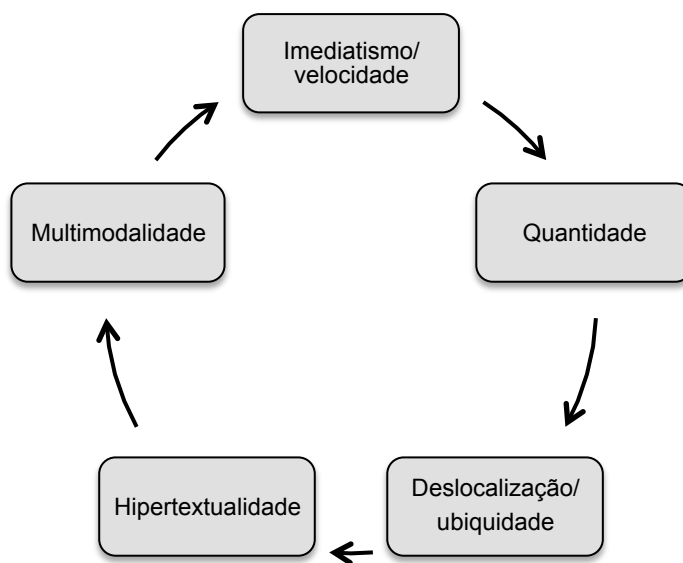 Imediatismo/
velocidade
Quantidade
Deslocalização/
ubiquidade
Hipertextualidade
Multimodalidade